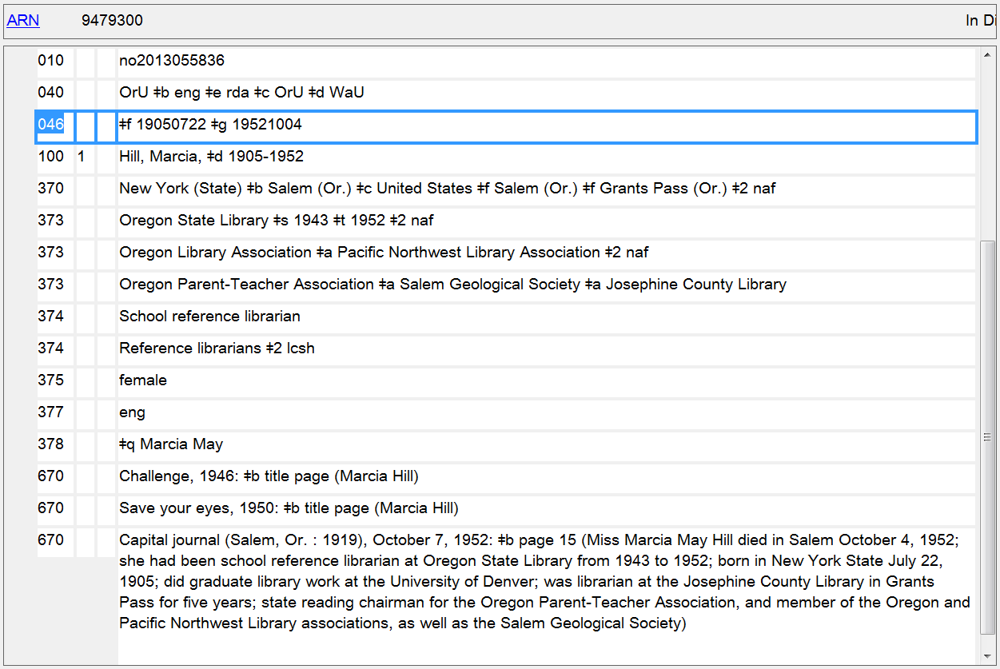 ARN 9479300 In Di
010 no2013055836
040 OrU ǂb eng ǂe rda ǂc OrU ǂd WaU
046 ǂf 19050722 ǂg 19521004
100 1 Hill, Marcia, ǂd 1905-1952
370 New York (State) ǂb Salem (Or.) ǂc United States ǂf Salem (Or.) ǂf Grants Pass (Or.) ǂ2 naf
373 Oregon State Library ǂs 1943 ǂt 1952 ǂ2 naf
373 Oregon Library Association ǂa Pacific Northwest Library Association ǂ2 naf
373 Oregon Parent-Teacher Association ǂa Salem Geological Society ǂa Josephine County Library
374 School reference librarian
374 Reference librarians ǂ2 lcsh
375 female
377 eng
378 ǂq Marcia May
670 Challenge, 1946: ǂb title page (Marcia Hill)
670 Save your eyes, 1950: ǂb title page (Marcia Hill)
670 Capital journal (Salem, Or. : 1919), October 7, 1952: ǂb page 15 (Miss Marcia May Hill died in Salem October 4, 1952;
she had been school reference librarian at Oregon State Library from 1943 to 1952; born in New York State July 22,
1905; did graduate library work at the University of Denver; was librarian at the Josephine County Library in Grants
Pass for five years; state reading chairman for the Oregon Parent-Teacher Association, and member of the Oregon and
Pacific Northwest Library associations, as well as the Salem Geological Society)